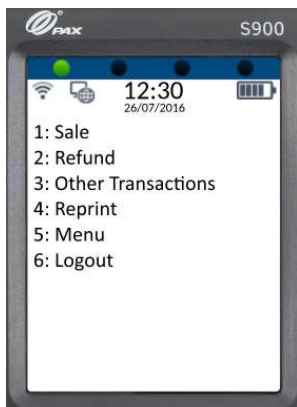 PAX S900
12:30
26/07/2016
1: Sale
2: Refund
3: Other Transactions
4: Reprint
5: Menu
6: Logout